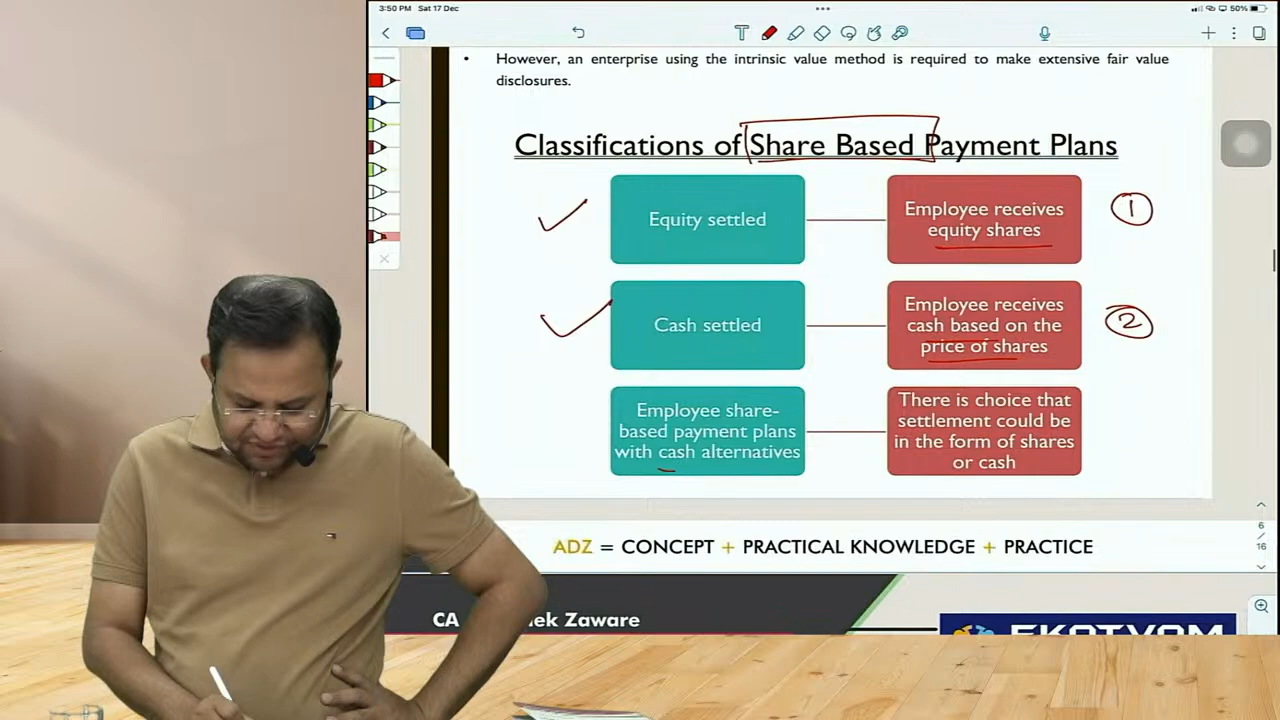 3:50 PM Sat 17 Dec
50%
• However, an enterprise using the intrinsic value method is required to make extensive fair value
disclosures.
Classifications of Share Based Payment Plans
Equity settled
Employee receives
equity shares
1
Cash settled
Employee receives
cash based on the
price of shares
2
Employee share-
based payment plans
with cash alternatives
There is choice that
settlement could be
in the form of shares
or cash
6
/
16
ADZ = CONCEPT + PRACTICAL KNOWLEDGE + PRACTICE
CA
ek Zaware
EKATVAM